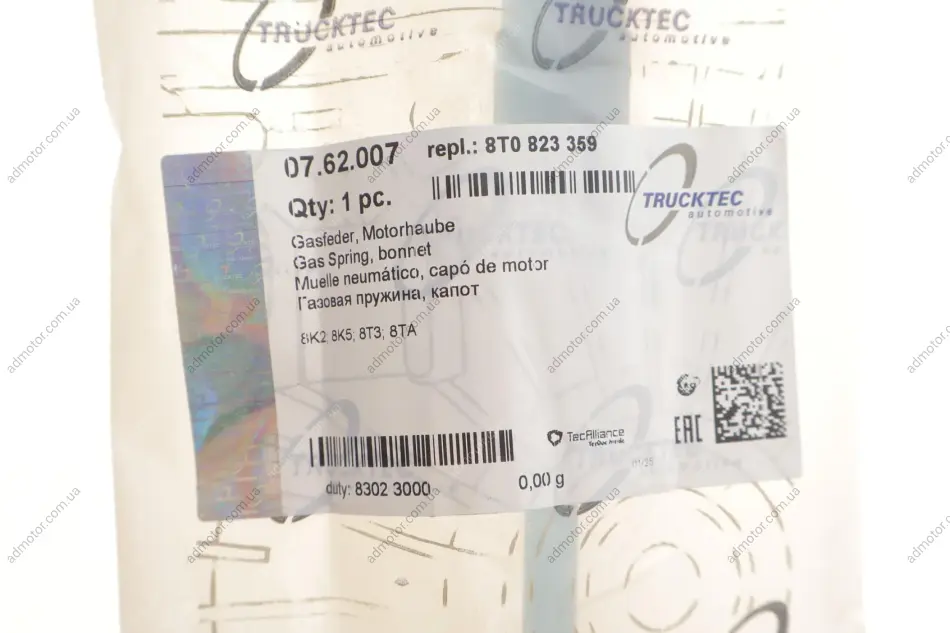 TRUCKTEC
automotive
TRUCKTEC
automotive
07.62.007
repl.: 8T0 823 359
Qty: 1 pc.
TRUCKTEC
automotive
Gasfeder, Motorhaube
Gas Spring, bonnet
Muelle neumático, capó de motor
Газовая пружина, капот
8K2; 8K5; 8T3; 8TA
EAC
TecAlliance
duty: 8302 3000
0,00 g
01/25
admotor.com.ua